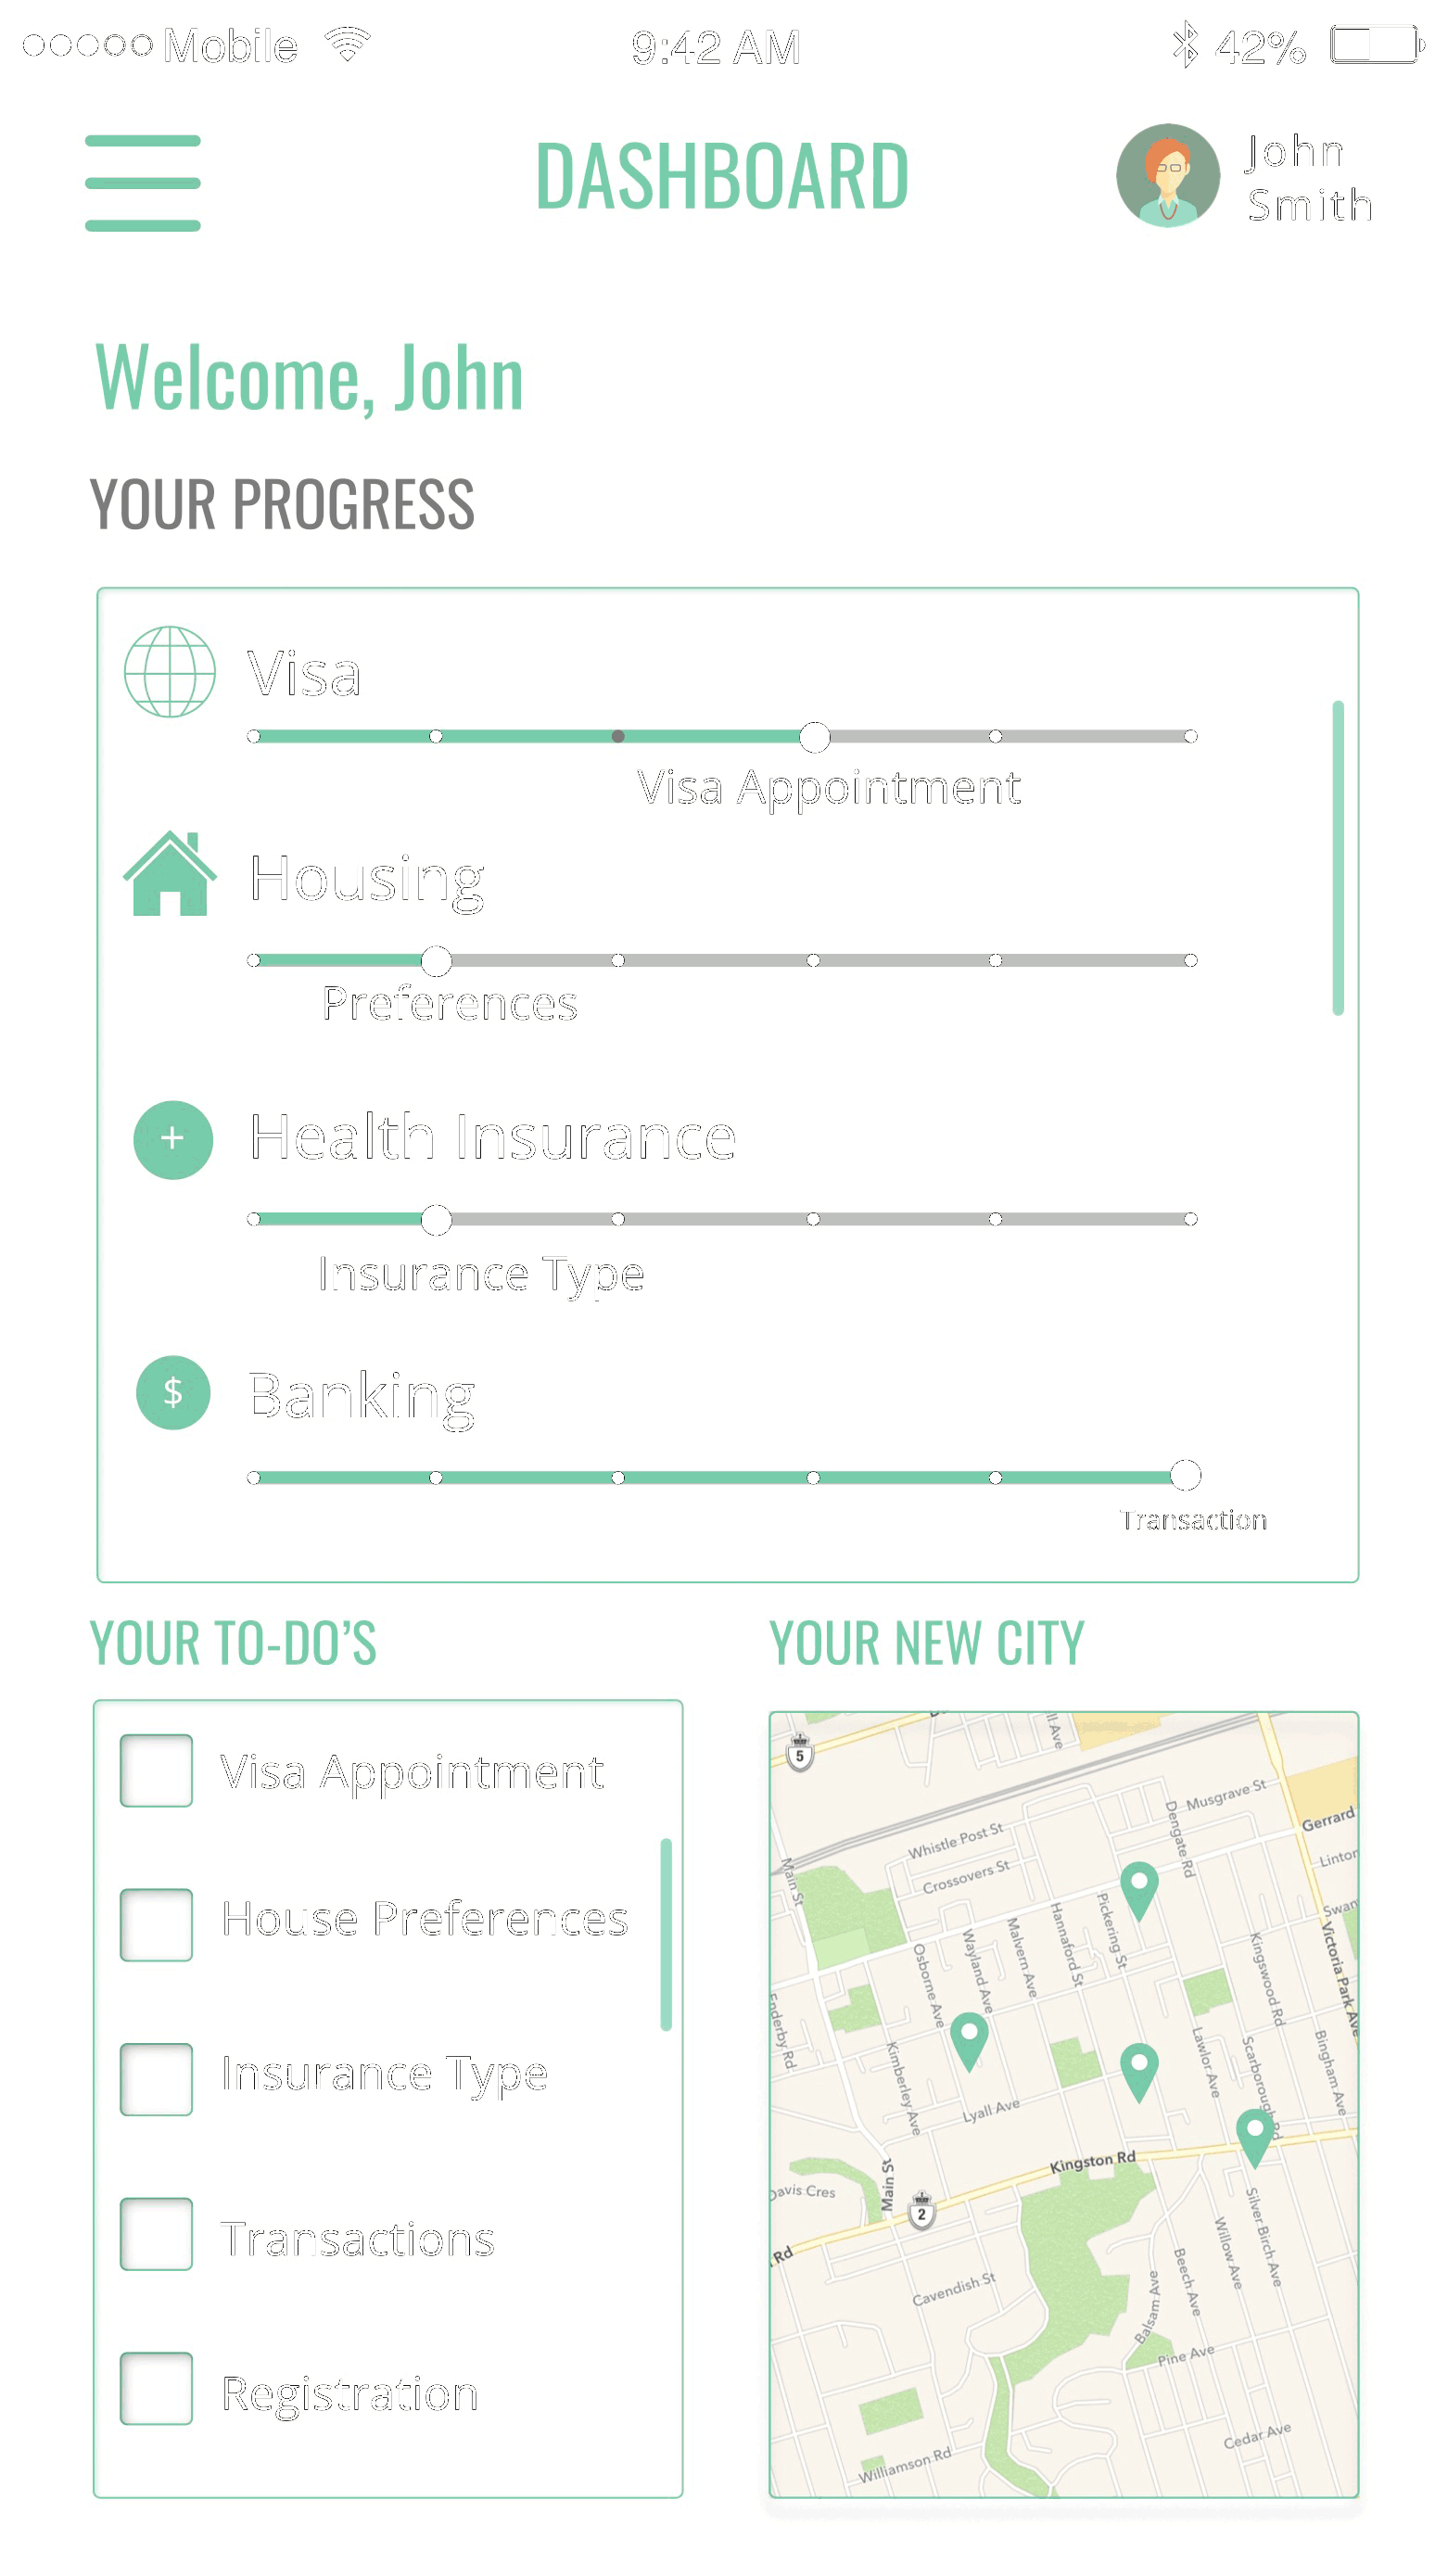 Mobile
9:42 AM
42%
DASHBOARD
John
Smith
Welcome, John
YOUR PROGRESS
Visa
Visa Appointment
Housing
Preferences
+
Health Insurance
Insurance Type
$
Banking
Transaction
YOUR TO-DO’S
Visa Appointment
House Preferences
Insurance Type
Transactions
Registration
YOUR NEW CITY
5
Musgrave St
Dengate Rd
Gerrard
Whistle Post St
Crossovers St
Main St
Linton
Swan
Victoria Park Ave
Pickering St
Hannaford St
Malvern Ave
Wayland Ave
Osborne Ave
Kingswood Rd
Enderby Rd
Kimberley Ave
Lawlor Ave
Scarborough Rd
Bingham Ave
Lyall Ave
Kingston Rd
Main St
Davis Cres
2
Rd
Silver Birch Ave
Willow Ave
Beech Ave
Balsam Ave
Cavendish St
Pine Ave
Cedar Ave
Williamson Rd